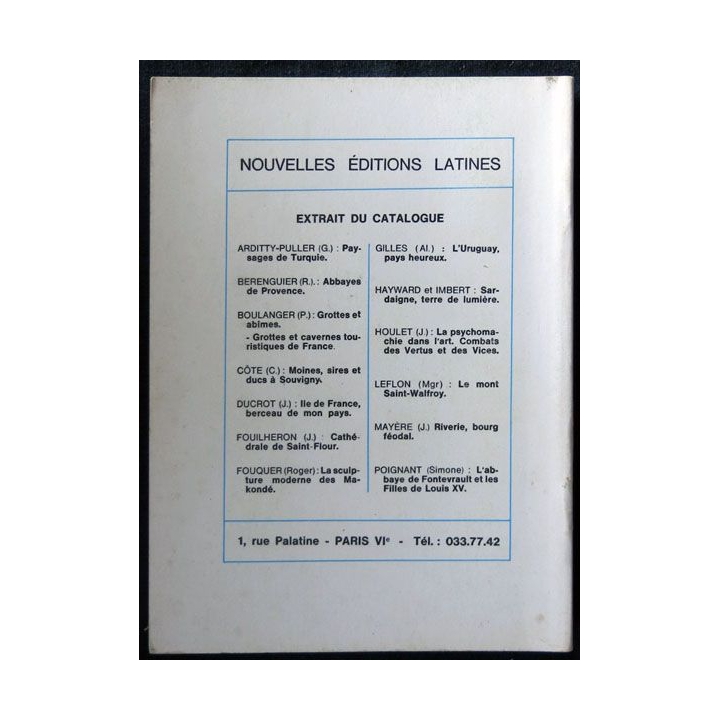 NOUVELLES ÉDITIONS LATINES
EXTRAIT DU CATALOGUE
ARDITTY-PULLER (G.) : Pay-
sages de Turquie.
BERENGUIER (R.). : Abbayes
de Provence.
BOULANGER (P.) : Grottes et
abîmes.
- Grottes et cavernes tou-
ristiques de France.
CÔTE (C.) : Moines, sires et
ducs à Souvigny.
DUCROT (J.) : Ile de France,
berceau de mon pays.
FOUILHERON (J.) : Cathé-
drale de Saint-Flour.
FOUQUER (Roger) : La sculp-
ture moderne des Ma-
kondé.
GILLES (Al.) : L'Uruguay,
pays heureux.
HAYWARD et IMBERT : Sar-
daigne, terre de lumière.
HOULET (J.) : La psychoma-
chie dans l'art. Combats
des Vertus et des Vices.
LEFLON (Mgr) : Le mont
Saint-Walfroy.
MAYÈRE (J.) Riverie, bourg
féodal.
POIGNANT (Simone) : L'ab-
baye de Fontevrault et les
Filles de Louis XV.
1, rue Palatine - PARIS VIe - Tél. : 033.77.42